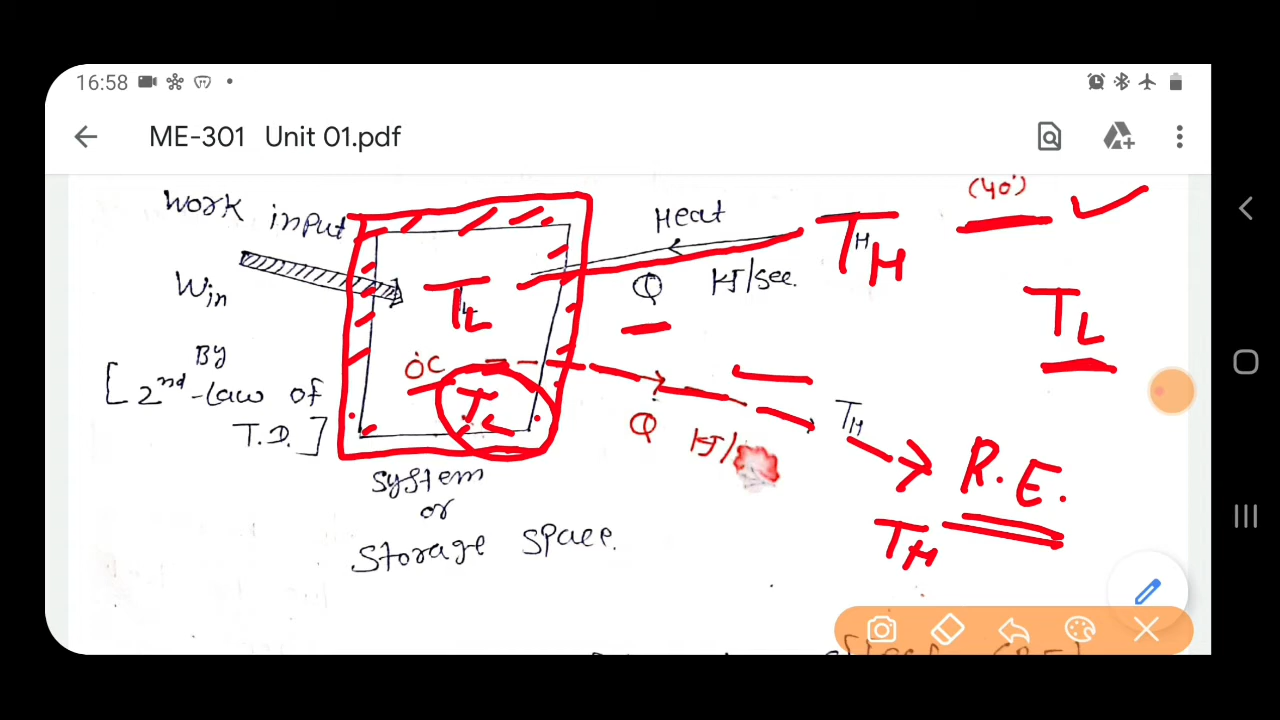 16:58
ME-301 Unit 01.pdf
(40°)
Work input
Heat
TH
Win
TL
Q KJ/sec.
TL
By
[2nd-Law of
T.D.]
0°C
TL
Q KJ/
TH
R.E.
TH
system
or
storage space.